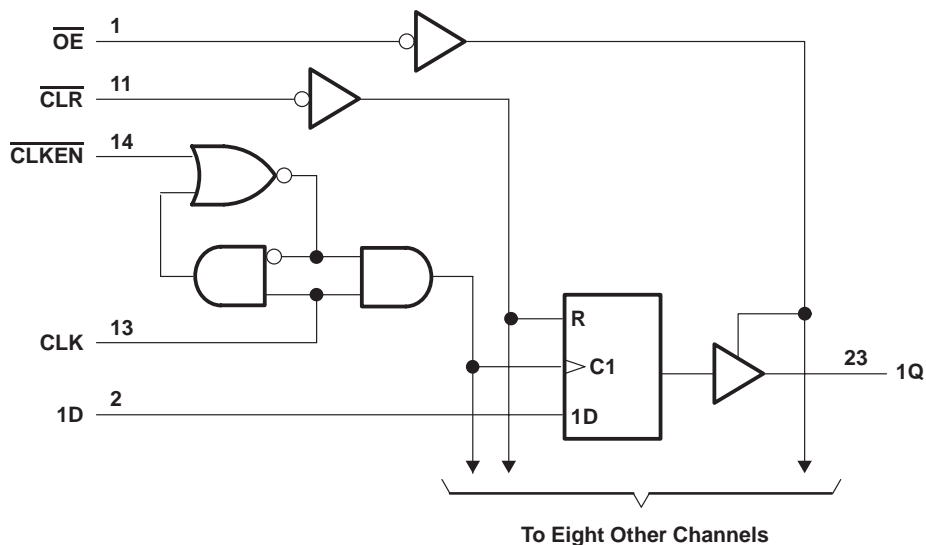 OE 1
CLR 11
CLKEN 14
CLK 13
1D 2
R
C1
1D
23 1Q
To Eight Other Channels